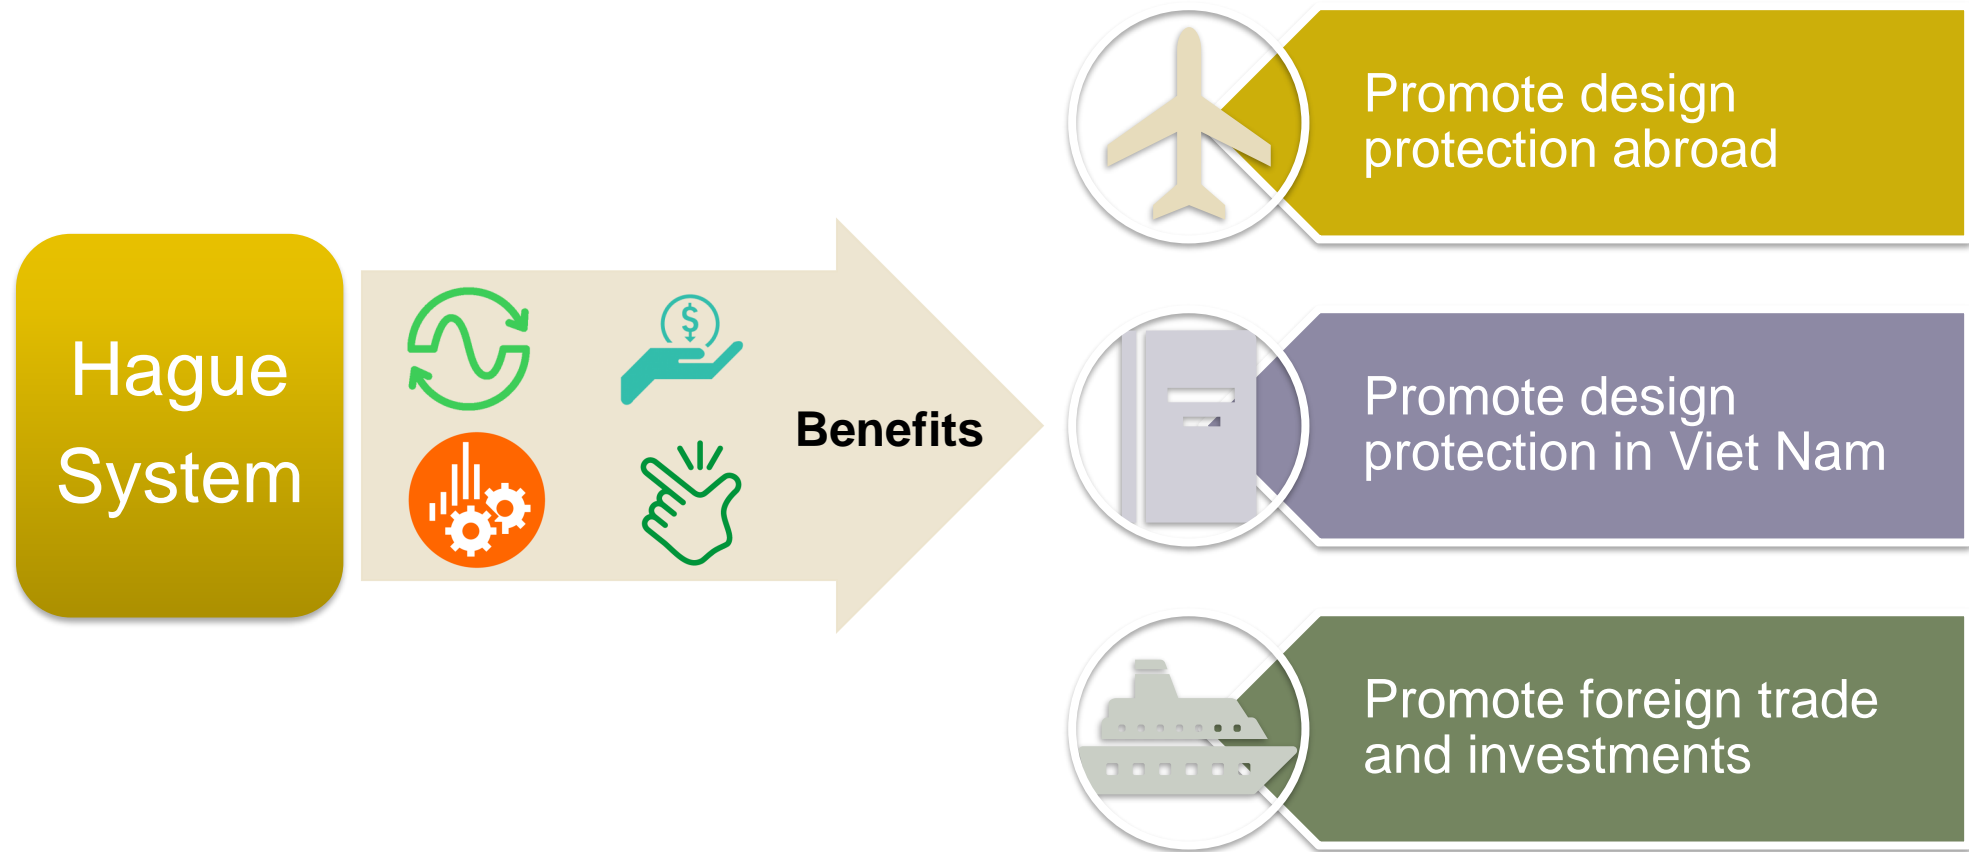 Hague
System
Benefits
Promote design
protection abroad
Promote design
protection in Viet Nam
Promote foreign trade
and investments
$